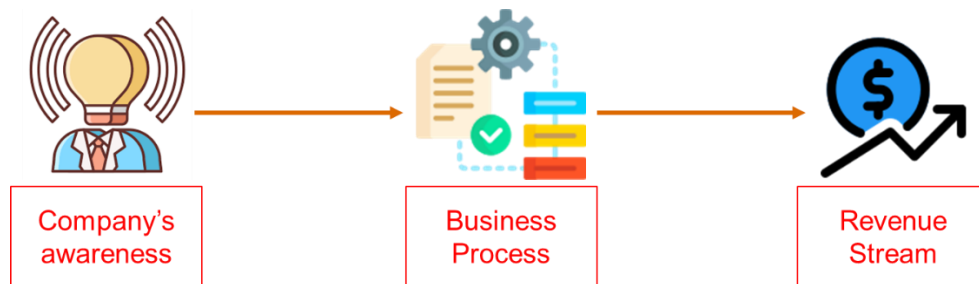 Company’s
awareness
Business
Process
Revenue
Stream
$